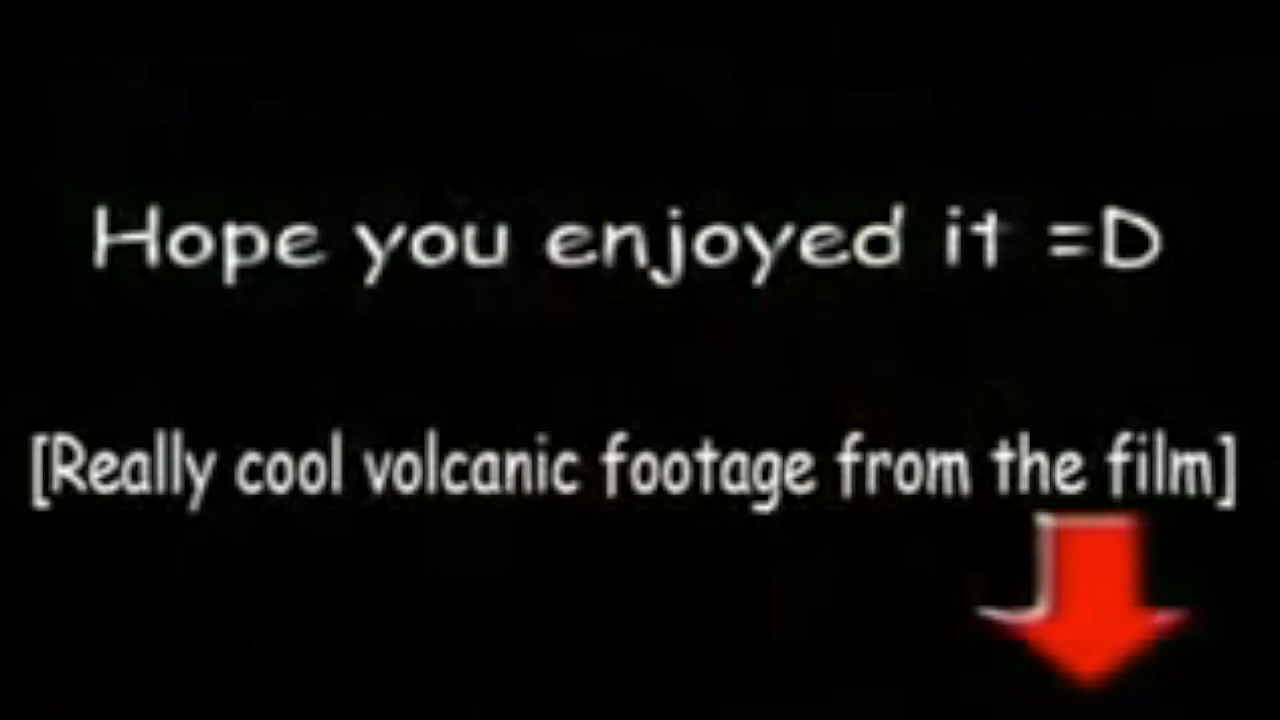 Hope you enjoyed it =D
[Really cool volcanic footage from the film]